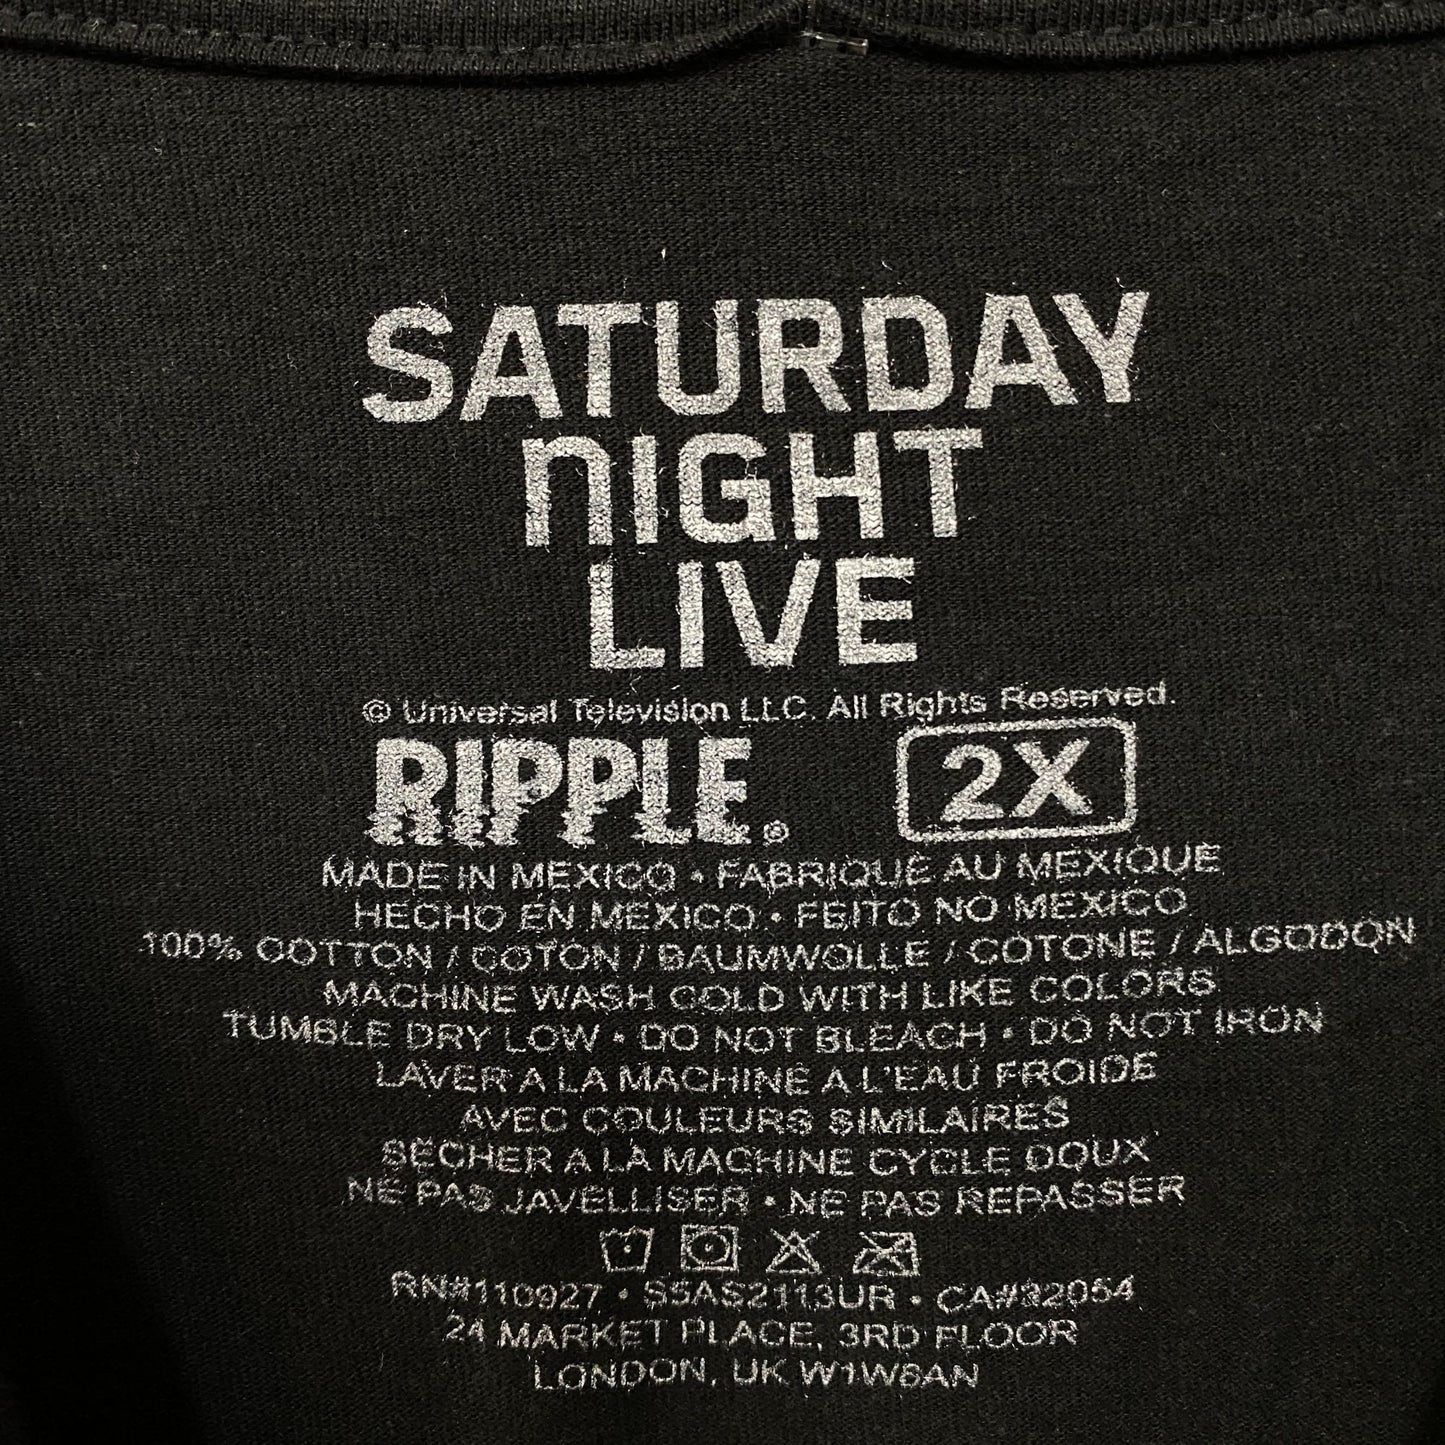 SATURDAY
NIGHT
LIVE
© Universal Television LLC. All Rights Reserved.
RIPPLE.® 2X
MADE IN MEXICO • FABRIQUÉ AU MEXIQUE
HECHO EN MEXICO • FEITO NO MEXICO
100% COTTON / COTON / BAUMWOLLE / COTONE / ALGODON
MACHINE WASH COLD WITH LIKE COLORS
TUMBLE DRY LOW • DO NOT BLEACH • DO NOT IRON
LAVER A LA MACHINE A L'EAU FROIDE
AVEC COULEURS SIMILAIRES
SÉCHER A LA MACHINE CYCLE DOUX
NE PAS JAVELLISER • NE PAS REPASSER
RN#110927 • SSAS2113UR • CA#32054
24 MARKET PLACE, 3RD FLOOR
LONDON, UK W1W8AN